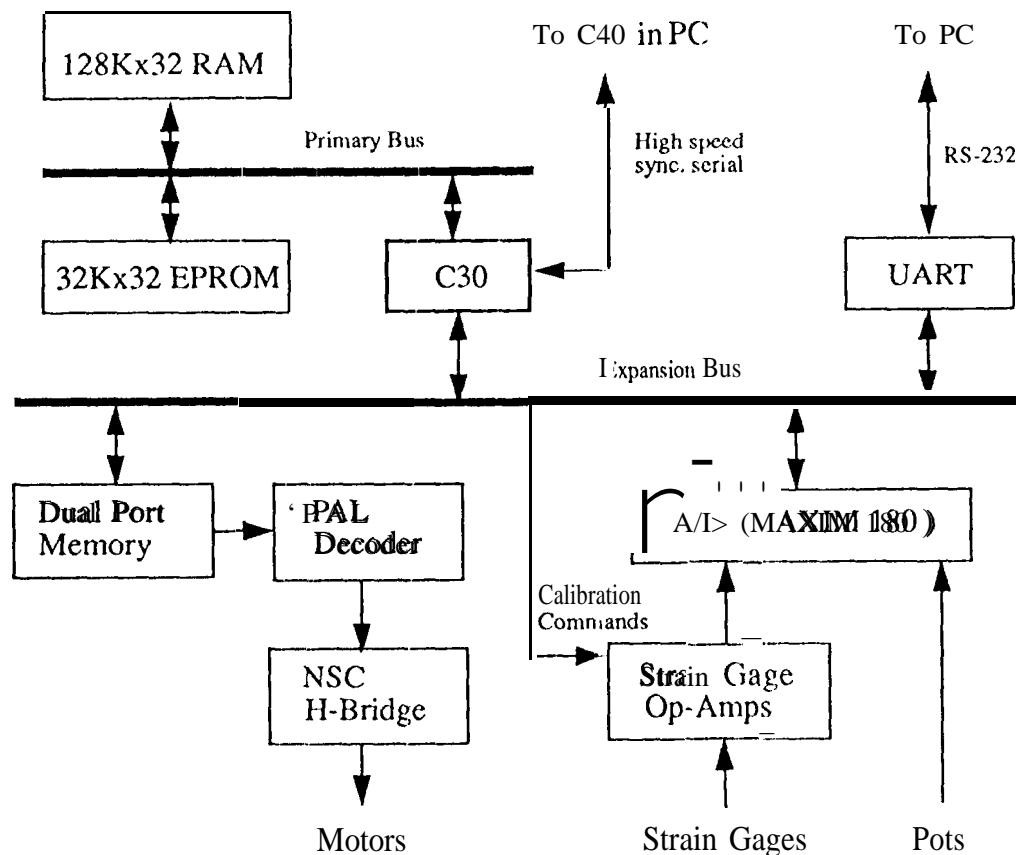 To C40 in PC
To PC
128Kx32 RAM
Primary Bus
High speed
sync. serial
RS-232
32Kx32 EPROM
C30
UART
Expansion Bus
Dual Port
Memory
PAL
Decoder
A/D (MAXIM 180)
Calibration
Commands
NSC
H-Bridge
Strain Gage
Op-Amps
Motors
Strain Gages
Pots